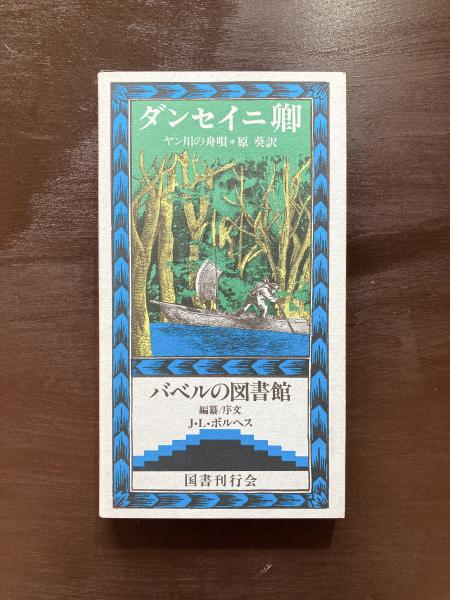 ダンセイニ卿
ヤン川の舟唄*原 葵訳
バベルの図書館
編纂/序文
J・L・ボルヘス
国書刊行会